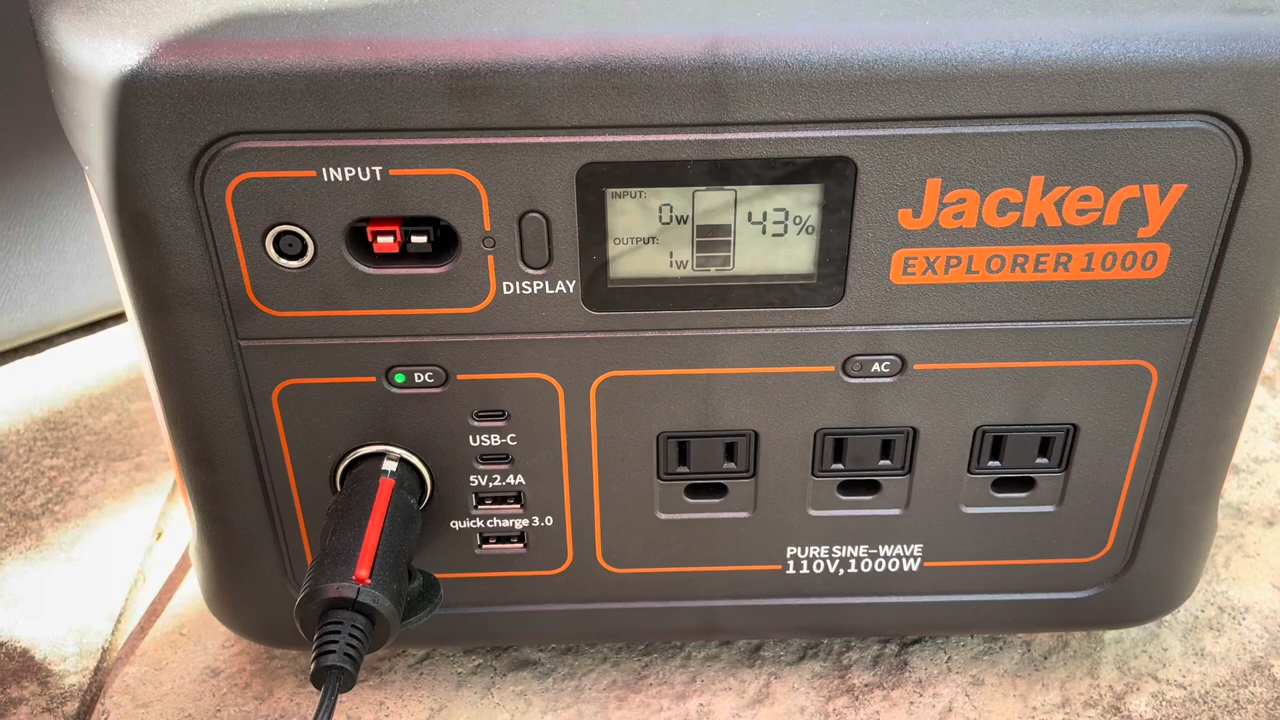 INPUT
DISPLAY
INPUT:
0w
OUTPUT:
1w
43%
Jackery
EXPLORER 1000
DC
USB-C
5V,2.4A
quick charge 3.0
AC
PURE SINE-WAVE
110V,1000W